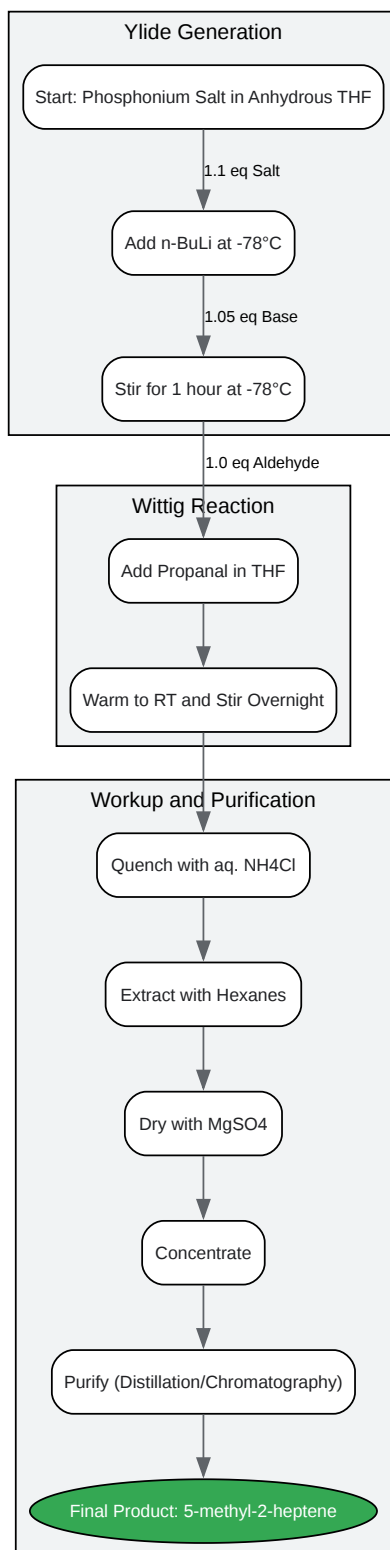 Ylide Generation
Start: Phosphonium Salt in Anhydrous THF
1.1 eq Salt
Add n-BuLi at -78°C
1.05 eq Base
Stir for 1 hour at -78°C
1.0 eq Aldehyde
Wittig Reaction
Add Propanal in THF
Warm to RT and Stir Overnight
Workup and Purification
Quench with aq. NH4Cl
Extract with Hexanes
Dry with MgSO4
Concentrate
Purify (Distillation/Chromatography)
Final Product: 5-methyl-2-heptene